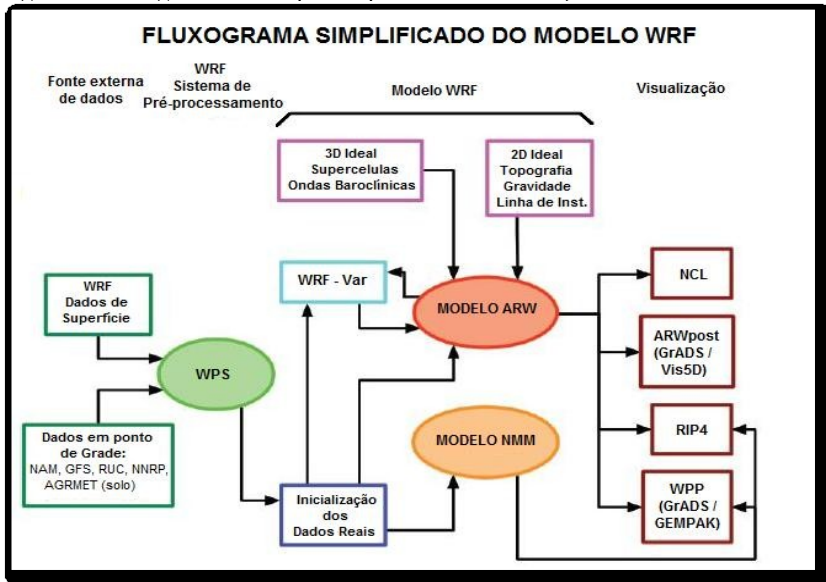 FLUXOGRAMA SIMPLIFICADO DO MODELO WRF
Fonte externa
de dados
WRF
Sistema de
Pré-processamento
Modelo WRF
Visualização
3D Ideal
Supercelulas
Ondas Baroclínicas
2D Ideal
Topografia
Gravidade
Linha de Inst.
WRF
Dados de
Superfície
WRF - Var
MODELO ARW
NCL
ARWpost
(GrADS /
Vis5D)
WPS
Dados em ponto
de Grade:
NAM, GFS, RUC, NNRP,
AGRMET (solo)
MODELO NMM
RIP4
Inicialização
dos
Dados Reais
WPP
(GrADS /
GEMPAK)